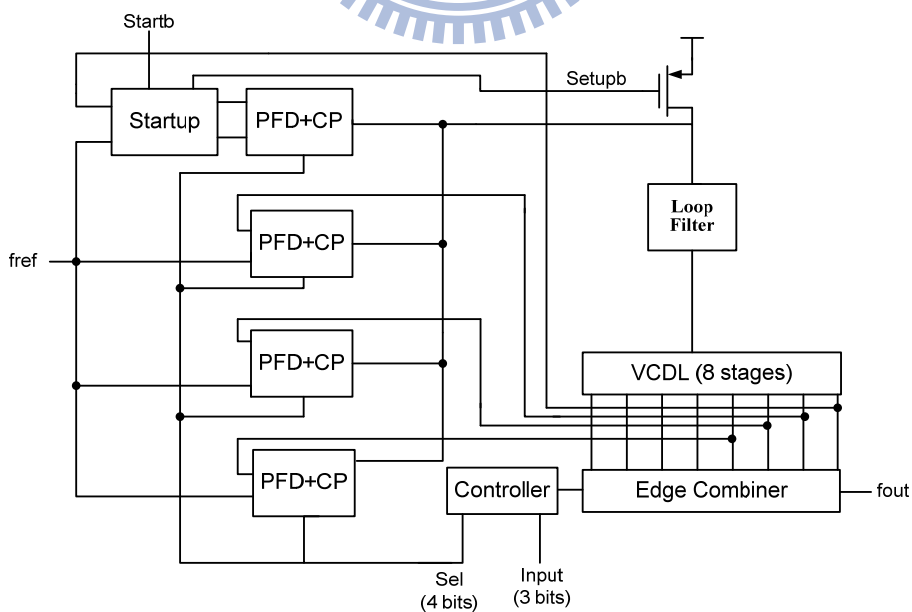 Startb
Setupb
Startup
PFD+CP
Loop
Filter
PFD+CP
fref
PFD+CP
VCDL (8 stages)
PFD+CP
Controller
Edge Combiner
fout
Sel
(4 bits)
Input
(3 bits)